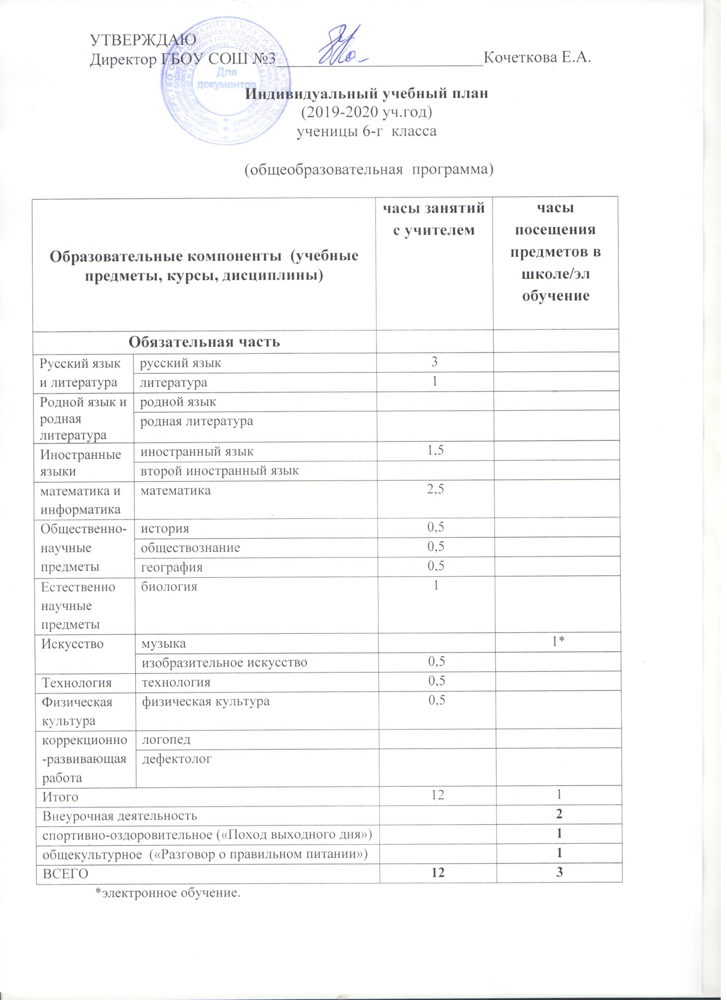 УТВЕРЖДАЮ
Директор ГБОУ СОШ №3 Кочеткова Е.А.
Для
документов
Индивидуальный учебный план
(2019-2020 уч.год)
ученицы 6-г класса
(общеобразовательная программа)
Образовательные компоненты (учебные
предметы, курсы, дисциплины)
часы занятий
с учителем
часы
посещения
предметов в
школе/эл
обучение
Обязательная часть
Русский язык
и литература
русский язык 3
литература 1
Родной язык и
родная
литература
родной язык
родная литература
Иностранные
языки
иностранный язык 1,5
второй иностранный язык
математика и
информатика
математика 2,5
Общественно-
научные
предметы
история 0,5
обществознание 0,5
география 0,5
Естественно
научные
предметы
биология 1
Искусство
музыка 1*
изобразительное искусство 0,5
Технология технология 0,5
Физическая
культура
физическая культура 0,5
коррекционно
-развивающая
работа
логопед
дефектолог
Итого 12 1
Внеурочная деятельность 2
спортивно-оздоровительное («Поход выходного дня») 1
общекультурное («Разговор о правильном питании») 1
ВСЕГО 12 3
*электронное обучение.